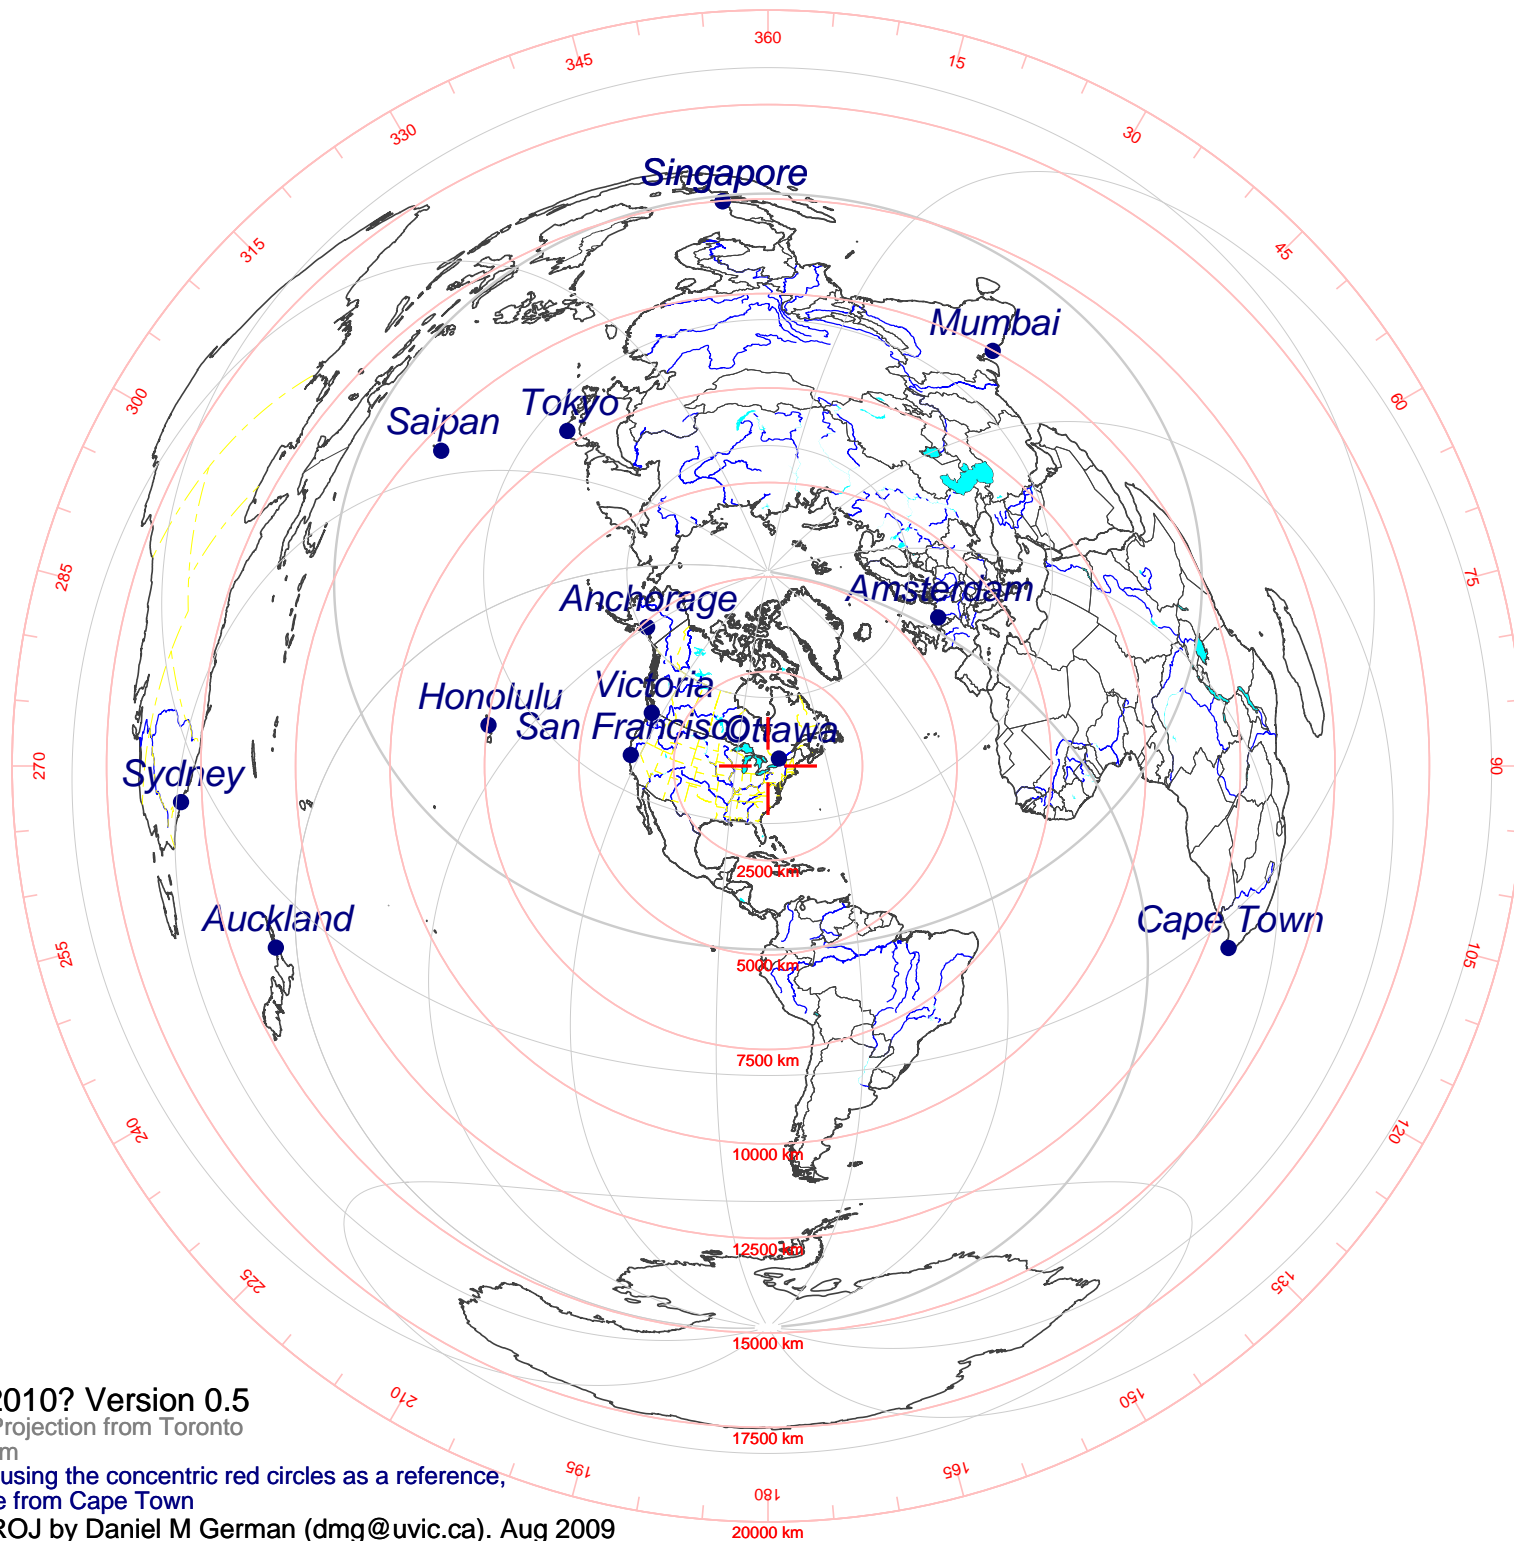 360
345
15
330
30
315
45
300
60
285
75
270
90
255
105
240
120
225
135
210
150
195
165
180
Singapore
Mumbai
Tokyo
Saipan
Anchorage
Amsterdam
Honolulu
Victoria
San Francisco
Ottawa
Sydney
Auckland
Cape Town
2500 km
5000 km
7500 km
10000 km
12500 km
15000 km
17500 km
20000 km
2010? Version 0.5
Projection from Toronto
m
using the concentric red circles as a reference,
e from Cape Town
ROJ by Daniel M German (dmg@uvic.ca). Aug 2009